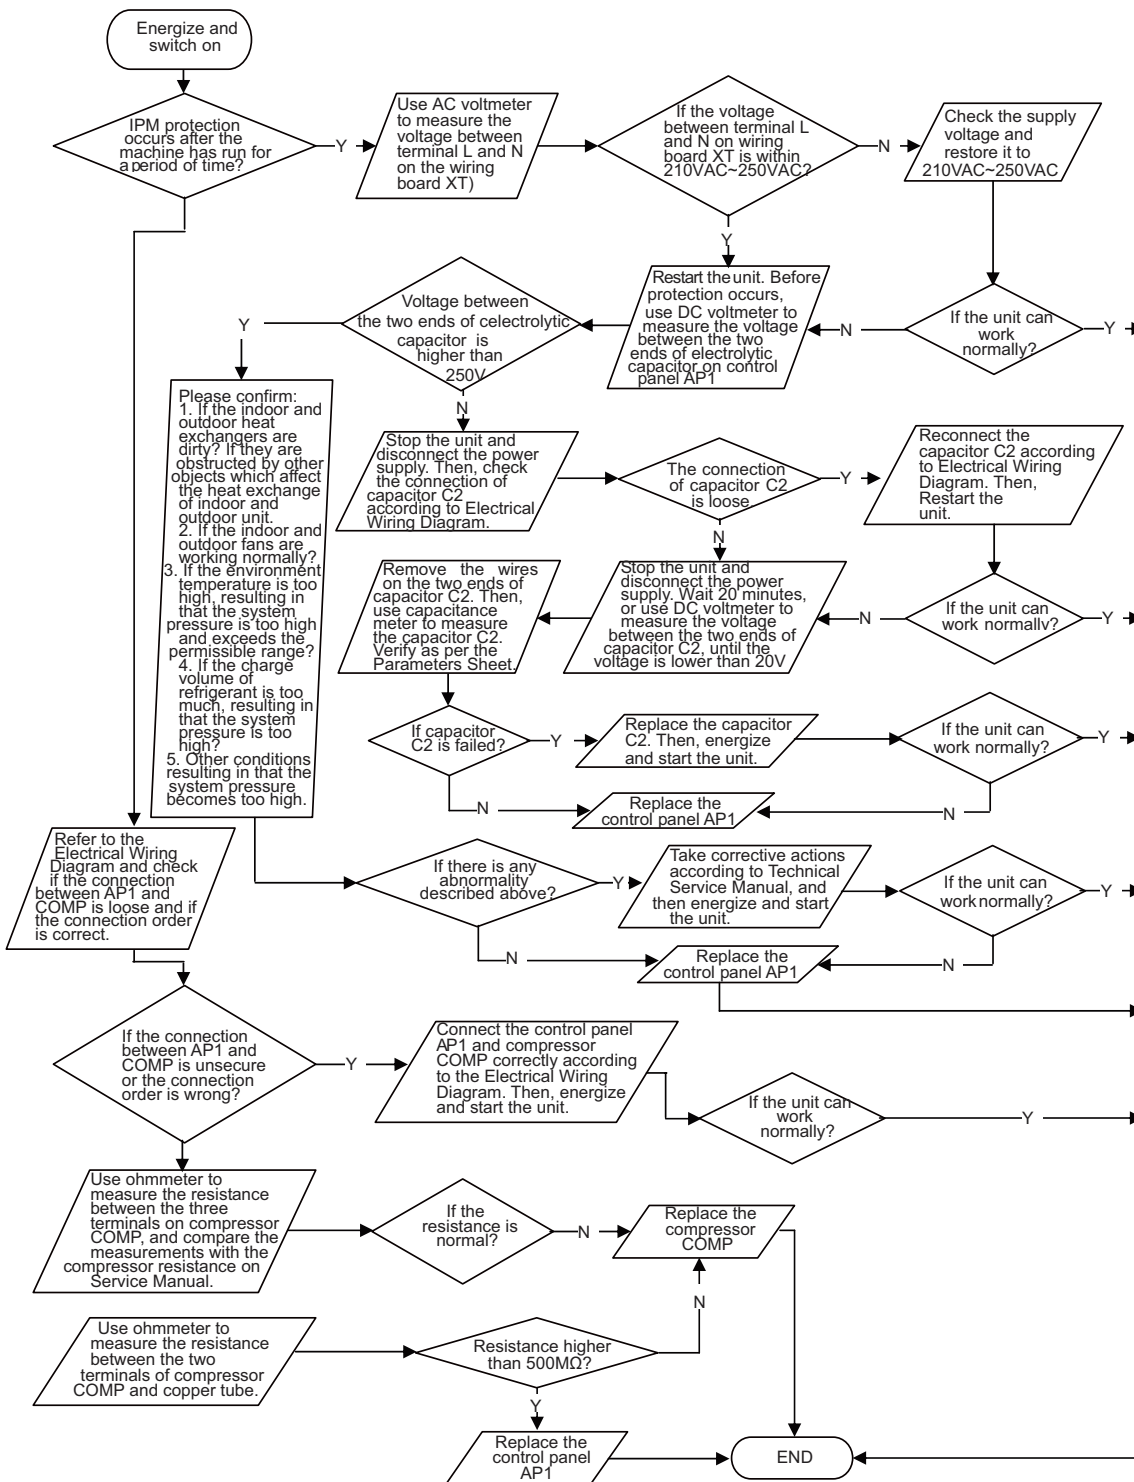 Energize and
switch on
IPM protection
occurs after the
machine has run for
a period of time?
Y
Use AC voltmeter
to measure the
voltage between
terminal L and N
on the wiring
board XT)
If the voltage
between terminal L
and N on wiring
board XT is within
210VAC~250VAC?
N
Check the supply
voltage and
restore it to
210VAC~250VAC
Y
If the unit can
work
normally?
Y
N
Restart the unit. Before
protection occurs,
use DC voltmeter to
measure the voltage
between the two
ends of electrolytic
capacitor on control
panel AP1
Voltage between
the two ends of celectrolytic
capacitor is
higher than
250V
Y
N
Please confirm:
1. If the indoor and
outdoor heat
exchangers are
dirty? If they are
obstructed by other
objects which affect
the heat exchange
of indoor and
outdoor unit.
2. If the indoor and
outdoor fans are
working normally?
3. If the environment
temperature is too
high, resulting in
that the system
pressure is too high
and exceeds the
permissible range?
4. If the charge
volume of
refrigerant is too
much, resulting in
that the system
pressure is too
high?
5. Other conditions
resulting in that the
system pressure
becomes too high.
Stop the unit and
disconnect the power
supply. Then, check
the connection of
capacitor C2
according to Electrical
Wiring Diagram.
The connection
of capacitor C2
is loose.
Y
Reconnect the
capacitor C2 according
to Electrical Wiring
Diagram. Then,
Restart the
unit.
N
Remove the wires
on the two ends of
capacitor C2. Then,
use capacitance
meter to measure
the capacitor C2.
Verify as per the
Parameters Sheet.
Stop the unit and
disconnect the power
supply. Wait 20 minutes,
or use DC voltmeter to
measure the voltage
between the two ends of
capacitor C2, until the
voltage is lower than 20V
N
If the unit can
work normally?
Y
If capacitor
C2 is failed?
Y
Replace the capacitor
C2. Then, energize
and start the unit.
If the unit can
work normally?
Y
N
Replace the
control panel AP1
N
Refer to the
Electrical Wiring
Diagram and check
if the connection
between AP1 and
COMP is loose and if
the connection order
is correct.
If there is any
abnormality
described above?
Y
Take corrective actions
according to Technical
Service Manual, and
then energize and start
the unit.
If the unit can
work normally?
Y
N
Replace the
control panel AP1
N
If the connection
between AP1 and
COMP is unsecure
or the connection
order is wrong?
Y
Connect the control panel
AP1 and compressor
COMP correctly according
to the Electrical Wiring
Diagram. Then, energize
and start the unit.
If the unit can
work
normally?
Y
Use ohmmeter to
measure the resistance
between the three
terminals on compressor
COMP, and compare the
measurements with the
compressor resistance on
Service Manual.
If the
resistance is
normal?
N
Replace the
compressor
COMP
N
Use ohmmeter to
measure the resistance
between the two
terminals of compressor
COMP and copper tube.
Resistance higher
than 500MΩ?
Y
Replace the
control panel
AP1
END